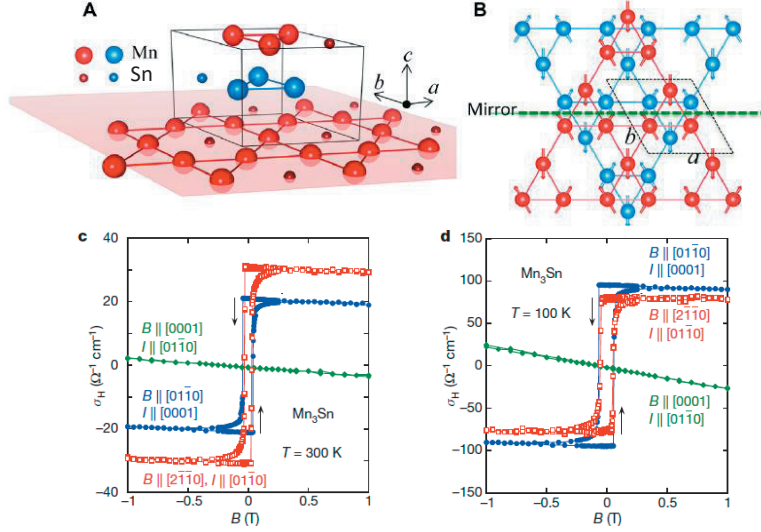 A
Mn
Sn
c
b
a
B
Mirror
b
a
c
40
20
0
−20
−40
σH (Ω−1 cm−1)
B || [0001]
I || [011̄0]
B || [011̄0]
I || [0001]
Mn3Sn
T = 300 K
B || [21̄1̄0], I || [011̄0]
−1
−0.5
0
0.5
1
B (T)
d
150
100
50
0
−50
−100
−150
σH (Ω−1 cm−1)
Mn3Sn
T = 100 K
B || [011̄0]
I || [0001]
B || [21̄1̄0]
I || [011̄0]
B || [0001]
I || [011̄0]
−1
−0.5
0
0.5
1
B (T)